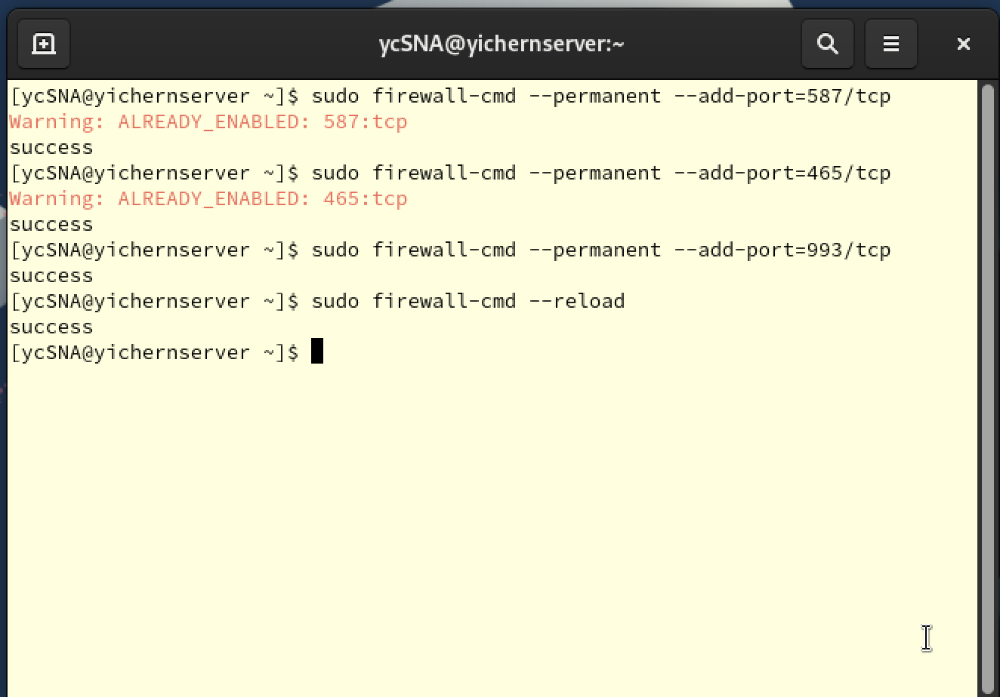 ycSNA@yichernserver:~
[ycSNA@yichernserver ~]$ sudo firewall-cmd --permanent --add-port=587/tcp
Warning: ALREADY_ENABLED: 587:tcp
success
[ycSNA@yichernserver ~]$ sudo firewall-cmd --permanent --add-port=465/tcp
Warning: ALREADY_ENABLED: 465:tcp
success
[ycSNA@yichernserver ~]$ sudo firewall-cmd --permanent --add-port=993/tcp
success
[ycSNA@yichernserver ~]$ sudo firewall-cmd --reload
success
[ycSNA@yichernserver ~]$